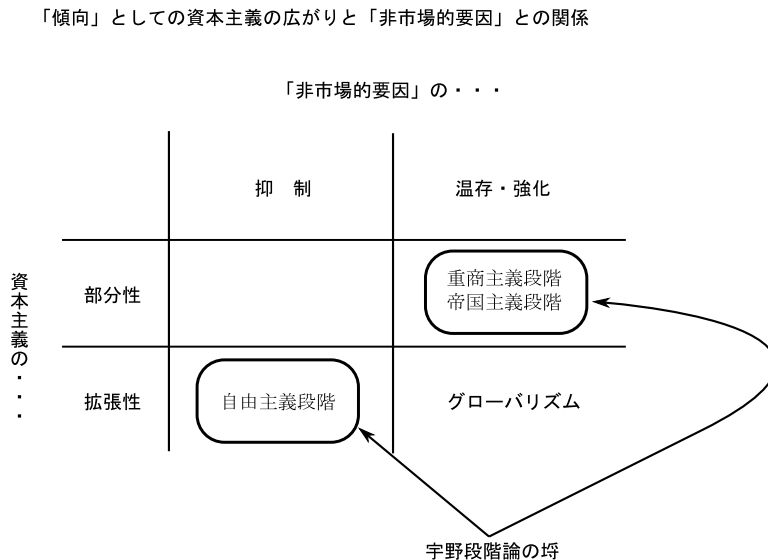 「傾向」としての資本主義の広がりと「非市場的要因」との関係
「非市場的要因」の・・・
抑 制
温存・強化
資本主義の・・・
部分性
重商主義段階
帝国主義段階
拡張性
自由主義段階
グローバリズム
宇野段階論の埒